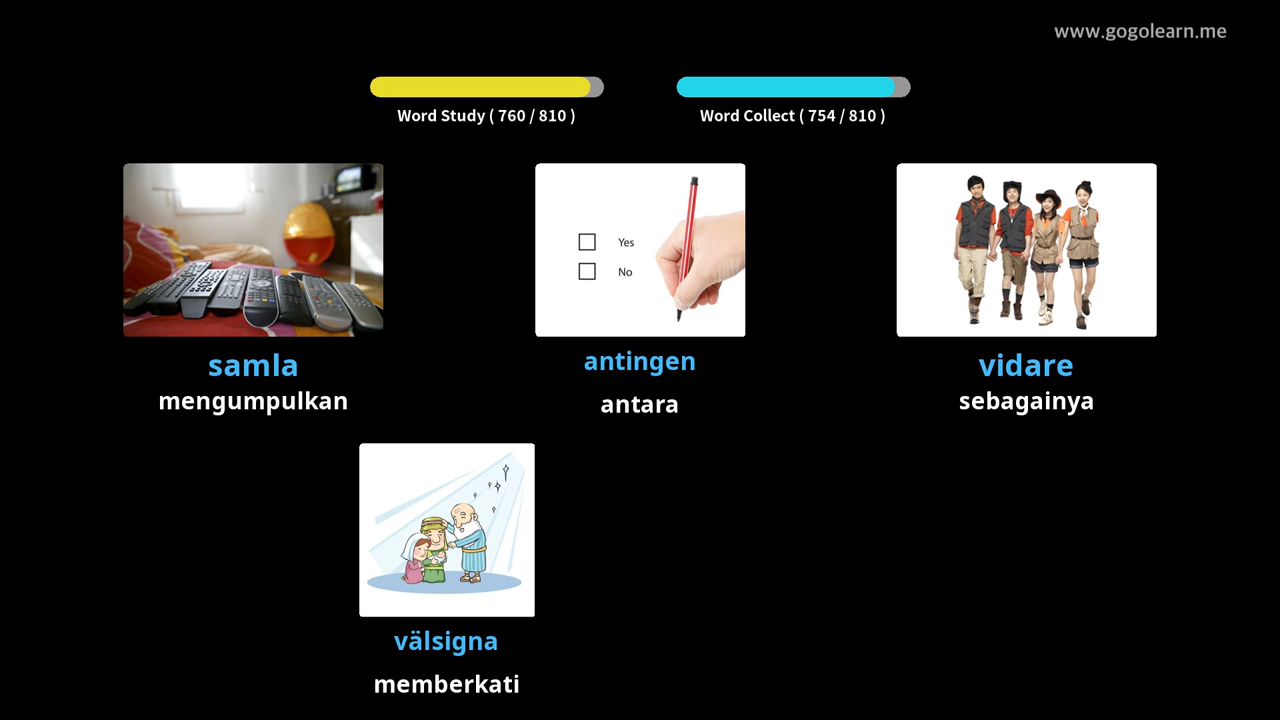 www.gogolearn.me
Word Study ( 760 / 810 )
Word Collect ( 754 / 810 )
Yes
No
samla
mengumpulkan
antingen
antara
vidare
sebagainya
välsigna
memberkati